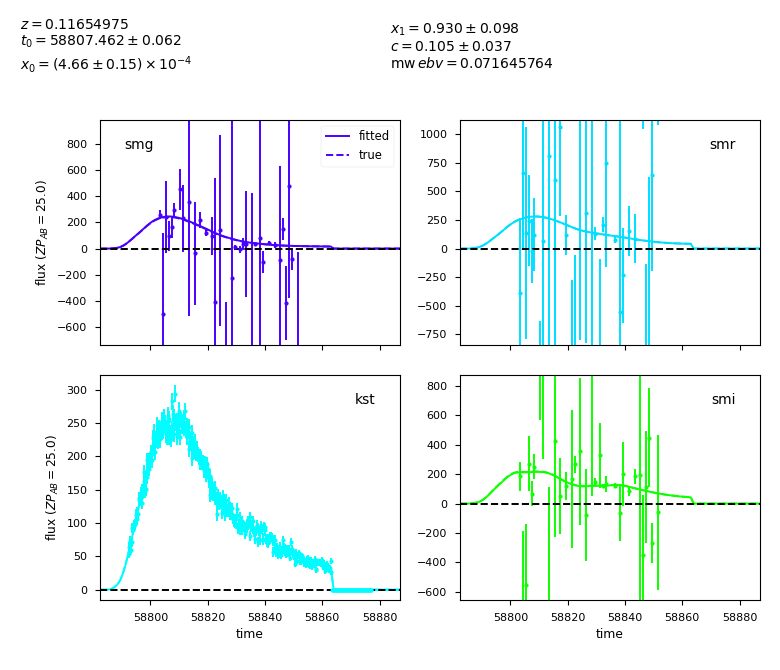 z = 0.11654975
t₀ = 58807.462 ± 0.062
x₀ = (4.66 ± 0.15) × 10⁻⁴
x₁ = 0.930 ± 0.098
c = 0.105 ± 0.037
mw ebv = 0.071645764
smg
fitted
true
flux (ZP_AB = 25.0)
800
600
400
200
0
−200
−400
−600
smr
1000
750
500
250
0
−250
−500
−750
kst
flux (ZP_AB = 25.0)
300
250
200
150
100
50
0
58800 58820 58840 58860 58880
time
smi
800
600
400
200
0
−200
−400
−600
58800 58820 58840 58860 58880
time